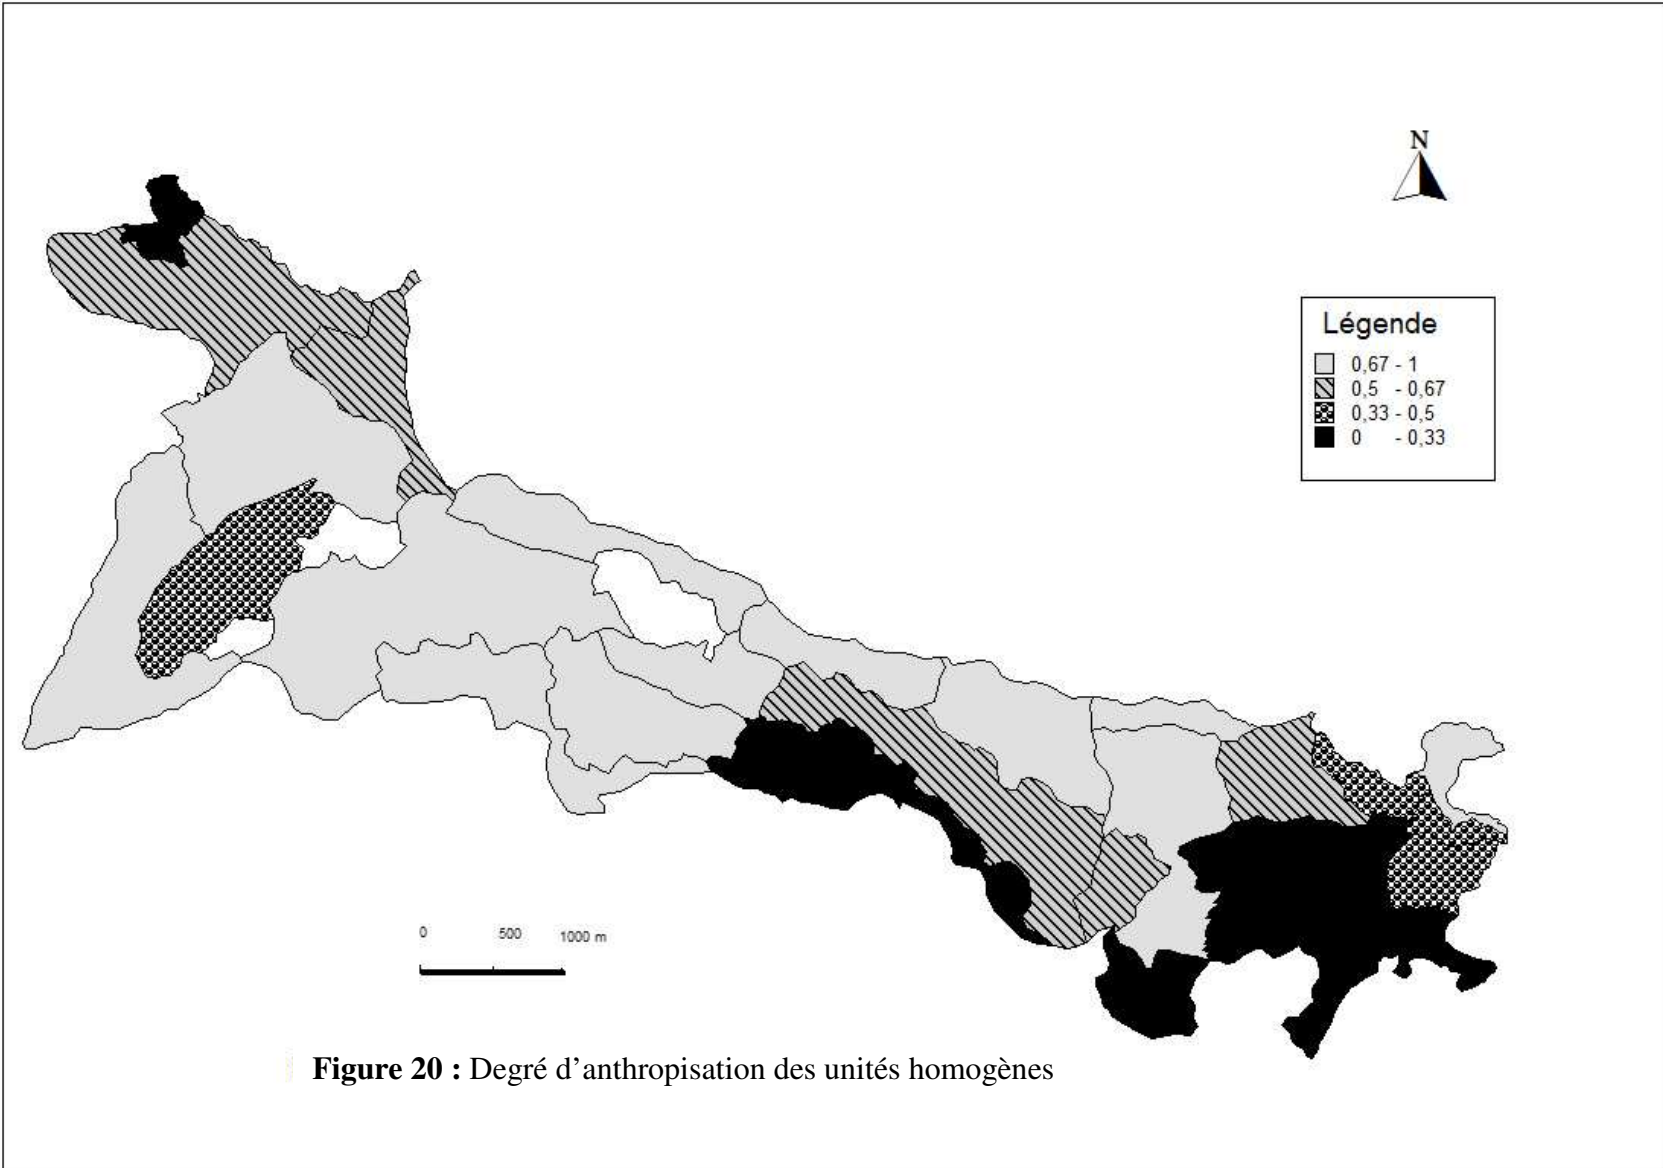 N
Légende
0,67 - 1
0,5 - 0,67
0,33 - 0,5
0 - 0,33
0 500 1000 m
Figure 20 : Degré d’anthropisation des unités homogènes